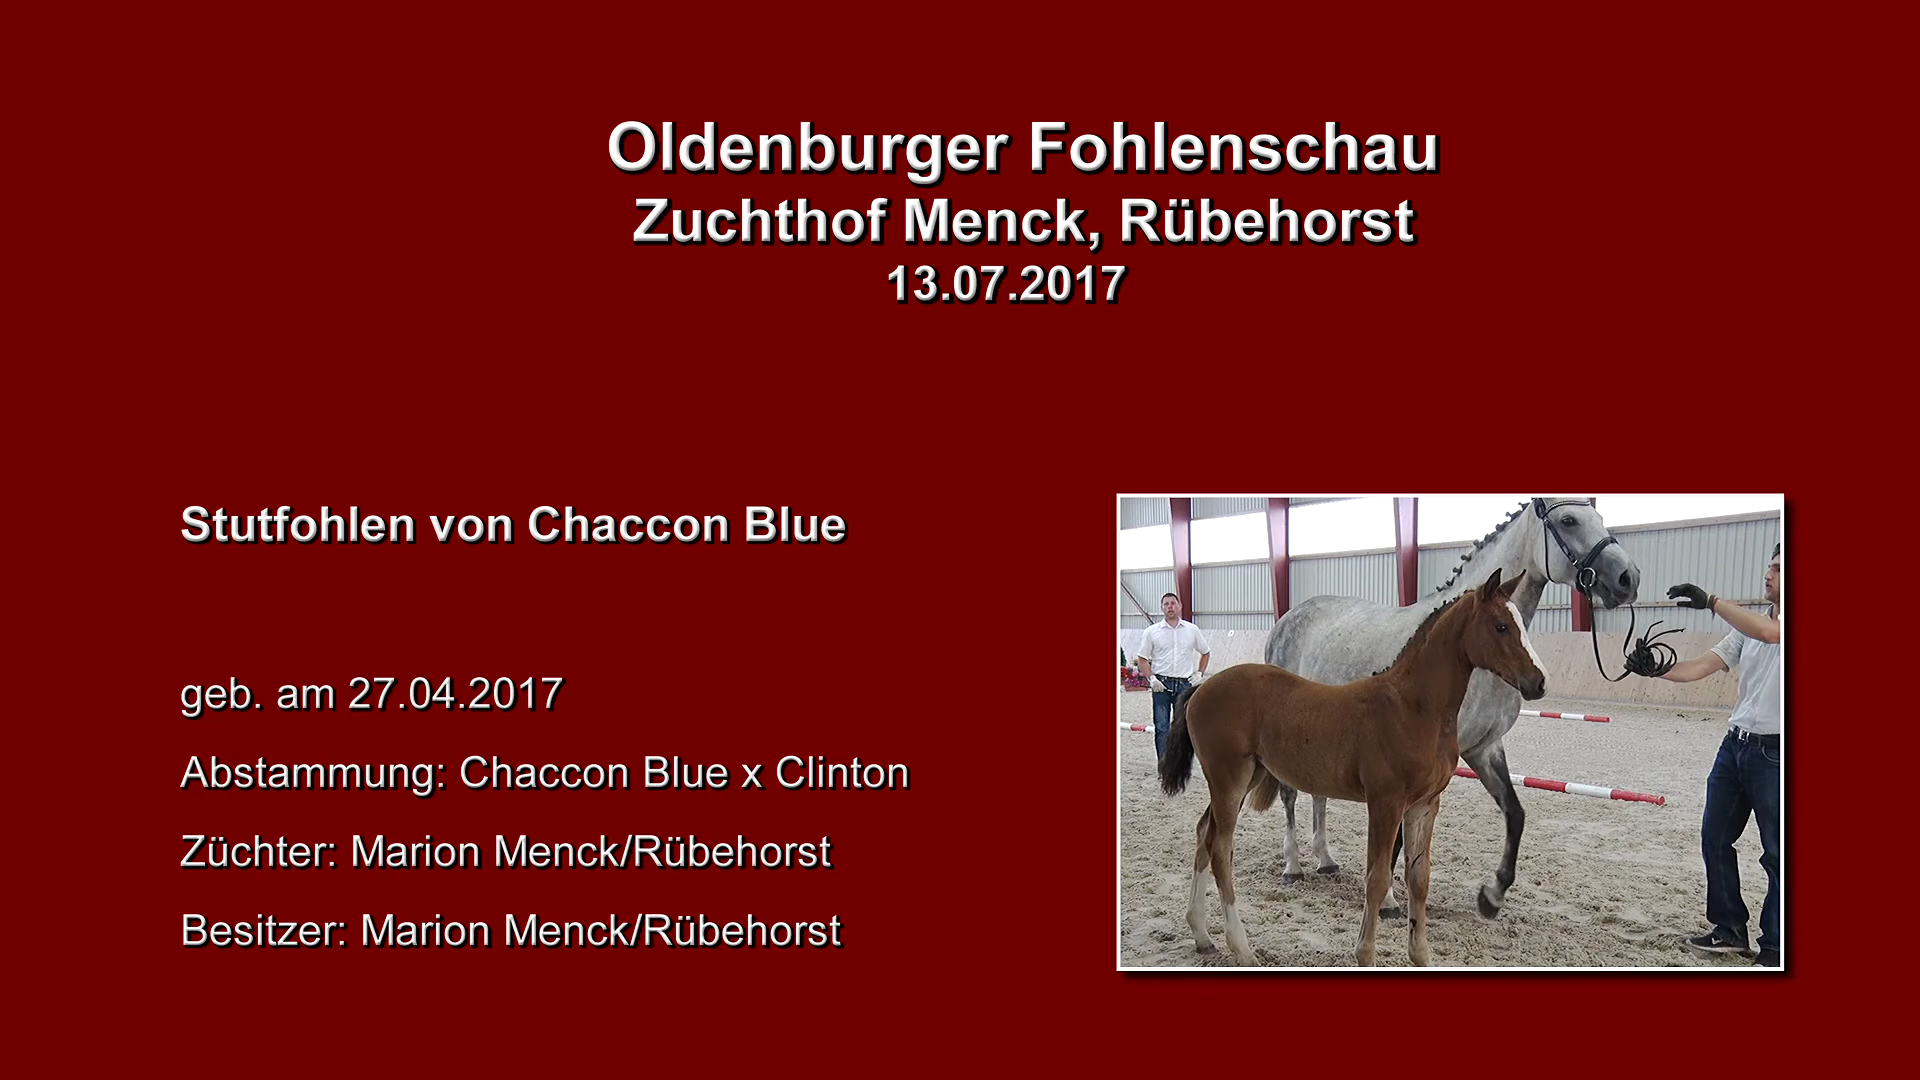 Oldenburger Fohlenschau
Zuchthof Menck, Rübehorst
13.07.2017
Stutfohlen von Chaccon Blue
geb. am 27.04.2017
Abstammung: Chaccon Blue x Clinton
Züchter: Marion Menck/Rübehorst
Besitzer: Marion Menck/Rübehorst